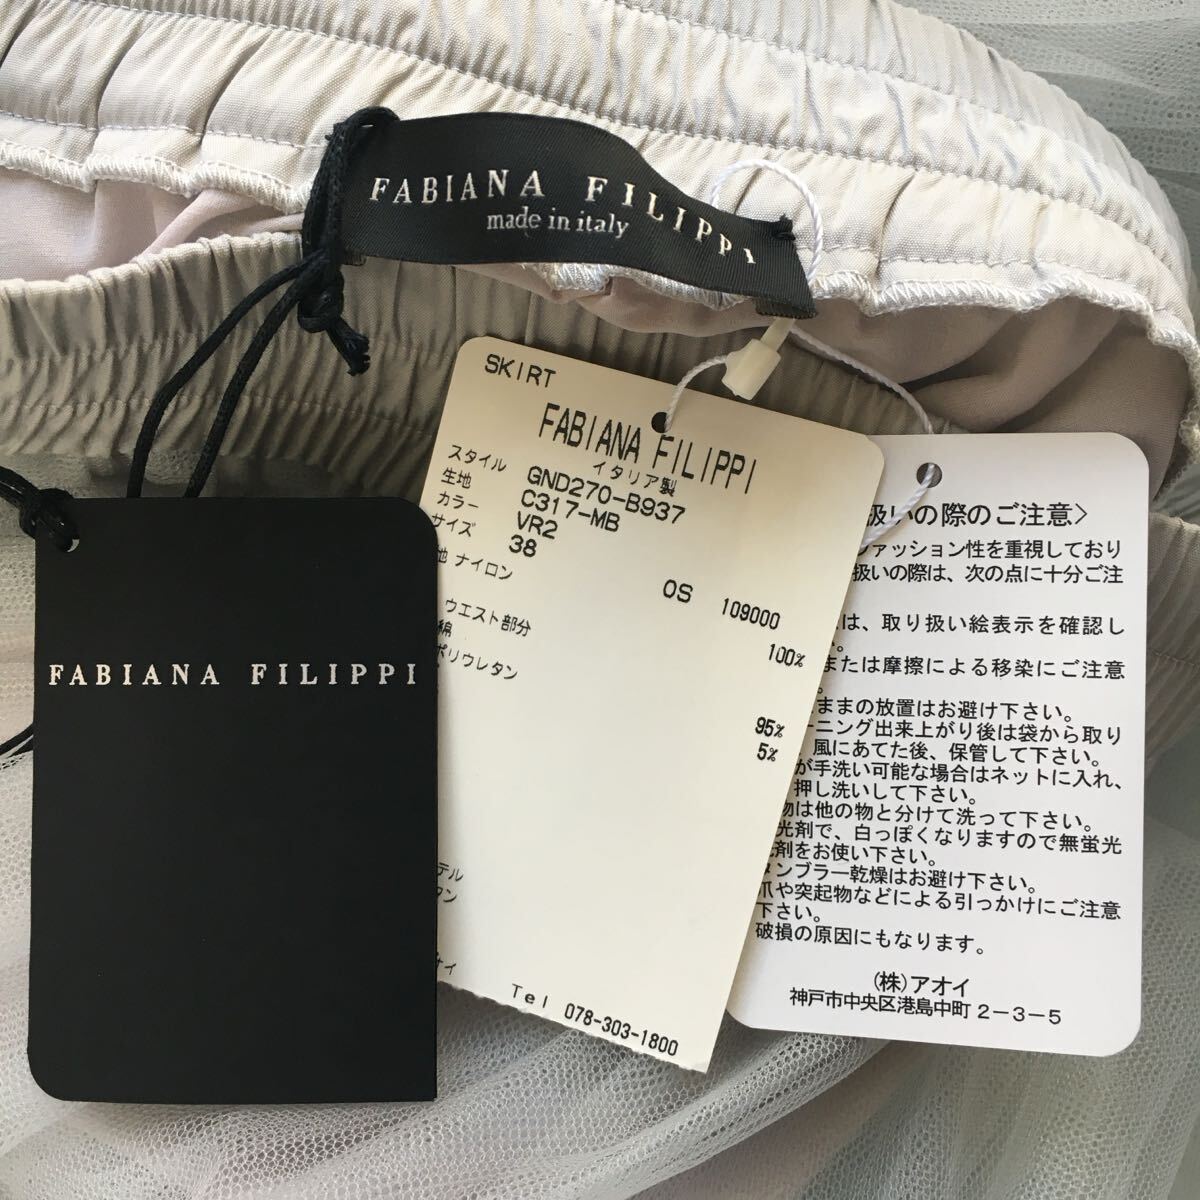 FABIANA FILIPPI
made in italy
FABIANA FILIPPI
SKIRT
FABIANA FILIPPI
イタリア製
スタイル GND270-B937
生地 C317-MB
カラー VR2
サイズ 38
地 ナイロン
OS 109000
100%
ウエスト部分
綿 95%
ポリウレタン 5%
テル
タン
オイ
Tel 078-303-1800
扱いの際のご注意〉
ファッション性を重視しており
扱いの際は、次の点に十分ご注
は、取り扱い絵表示を確認し
または摩擦による移染にご注意
ままの放置はお避け下さい。
ーニング出来上がり後は袋から取り
風にあてた後、保管して下さい。
が手洗い可能な場合はネットに入れ、
押し洗いして下さい。
物は他の物と分けて洗って下さい。
光剤で、白っぽくなりますので無蛍光
剤をお使い下さい。
タンブラー乾燥はお避け下さい。
爪や突起物などによる引っかけにご注意
下さい。
破損の原因にもなります。
(株)アオイ
神戸市中央区港島中町2-3-5